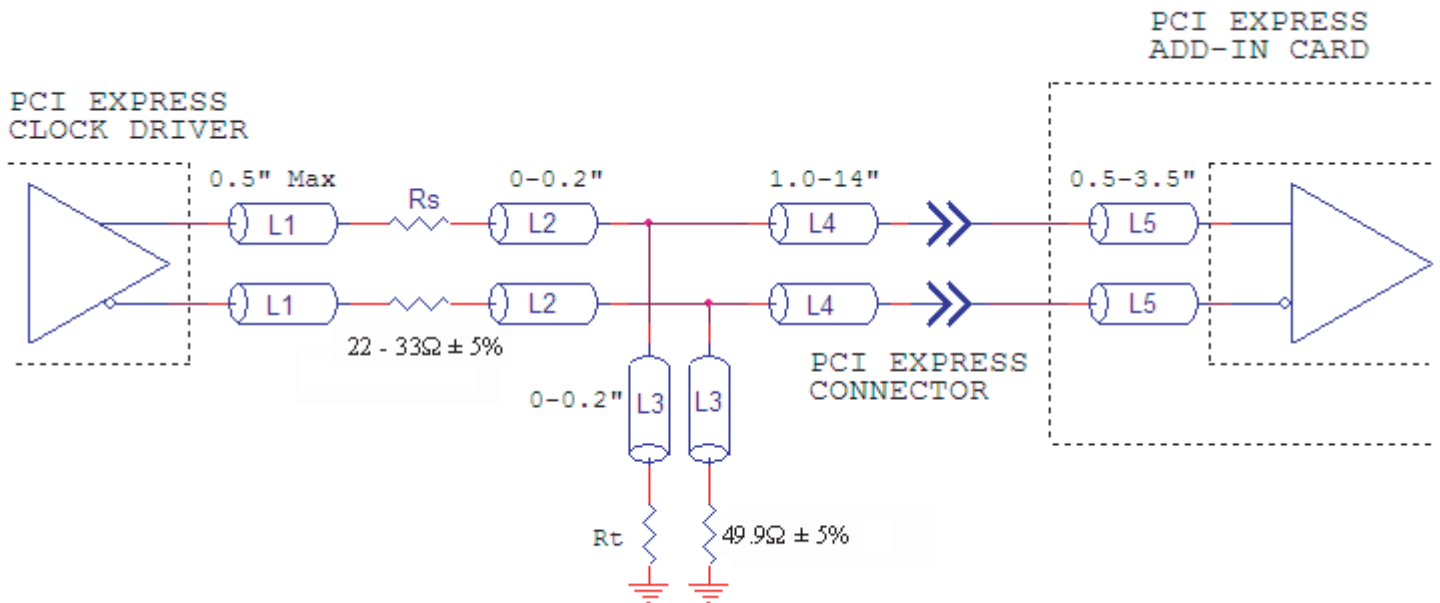 PCI EXPRESS
ADD-IN CARD
PCI EXPRESS
CLOCK DRIVER
0.5" Max
Rs
0-0.2"
1.0-14"
0.5-3.5"
L1
L2
L4
L5
L1
L2
L4
L5
22 - 33Ω ± 5%
PCI EXPRESS
CONNECTOR
0-0.2"
L3
L3
Rt
49.9Ω ± 5%